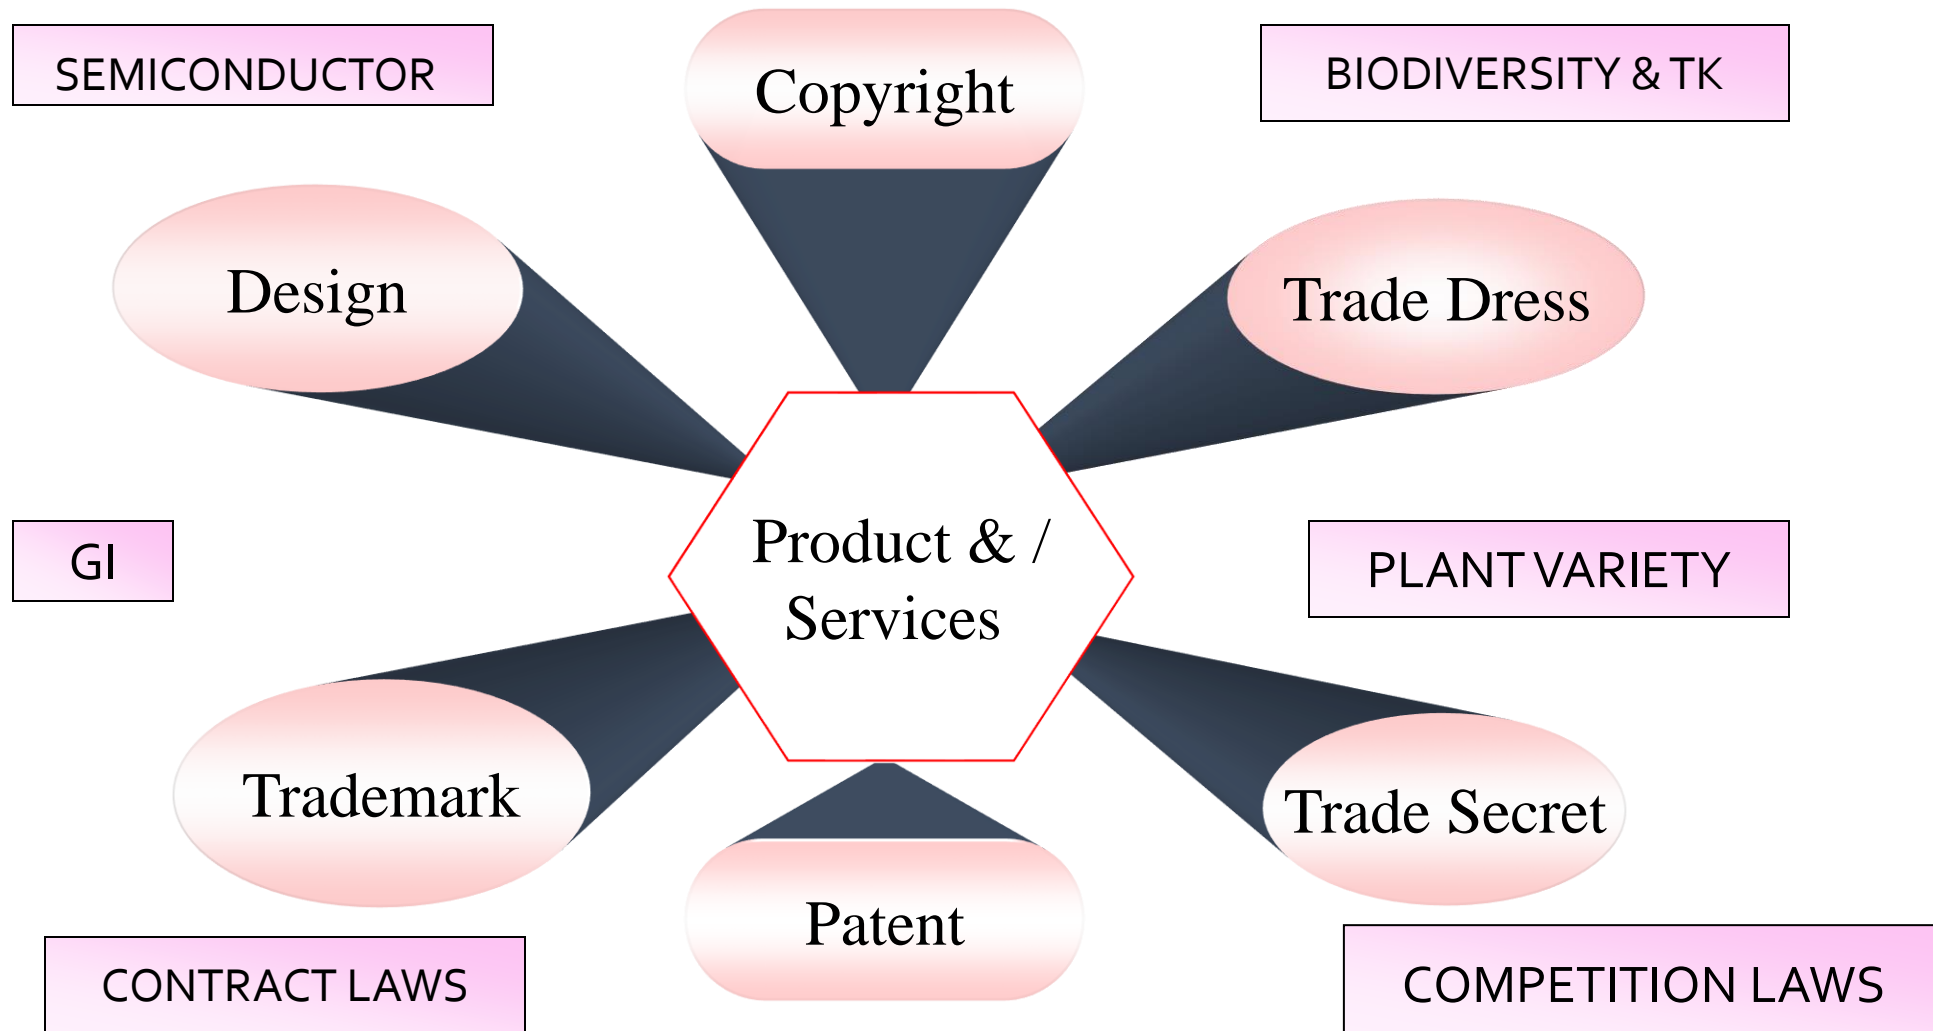 SEMICONDUCTOR
Copyright
BIODIVERSITY & TK
Design
Trade Dress
GI
Product & /
Services
PLANT VARIETY
Trademark
Trade Secret
Patent
CONTRACT LAWS
COMPETITION LAWS